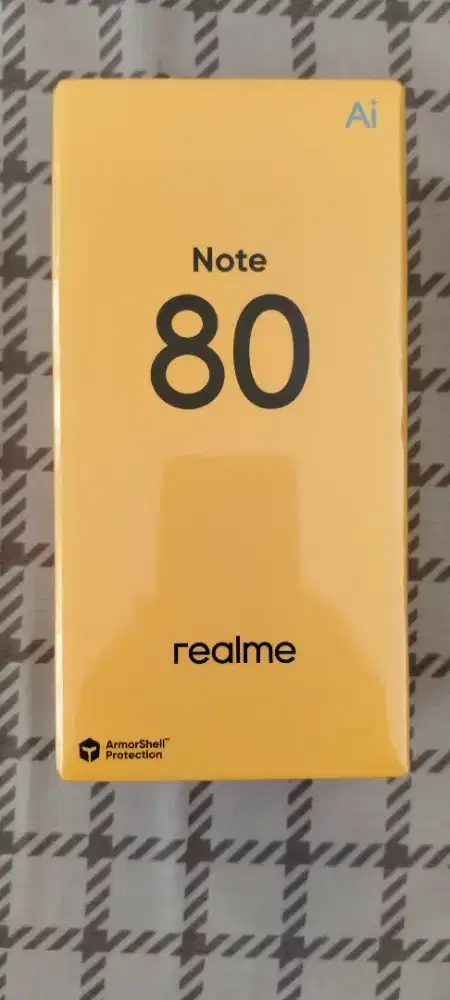 Ai
Note
80
realme
ArmorShell™
Protection